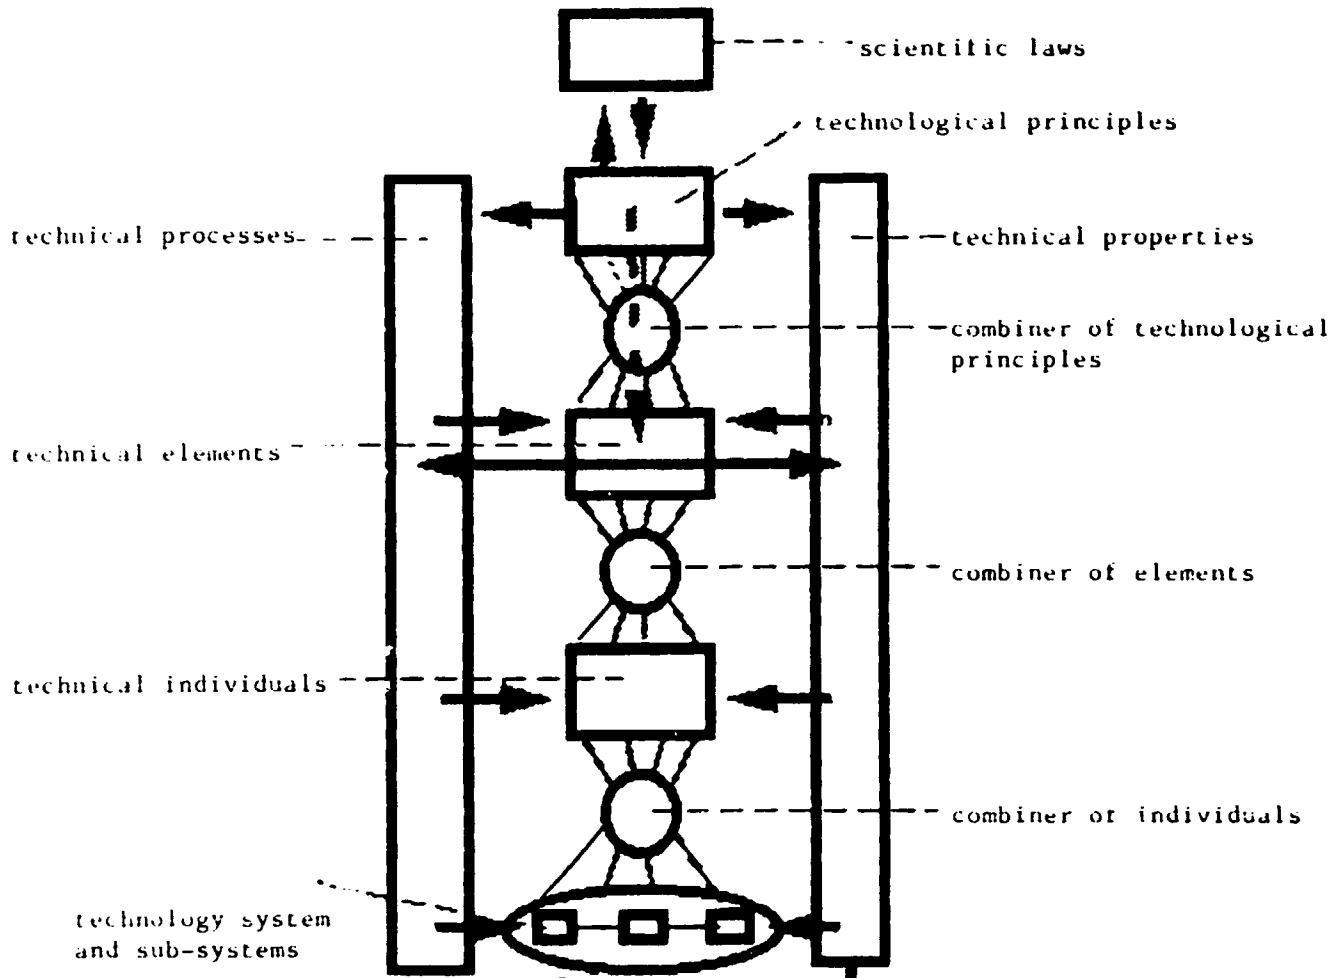 scientific laws
technological principles
technical processes
technical properties
combiner of technological
principles
technical elements
combiner of elements
technical individuals
combiner of individuals
technology system
and sub-systems